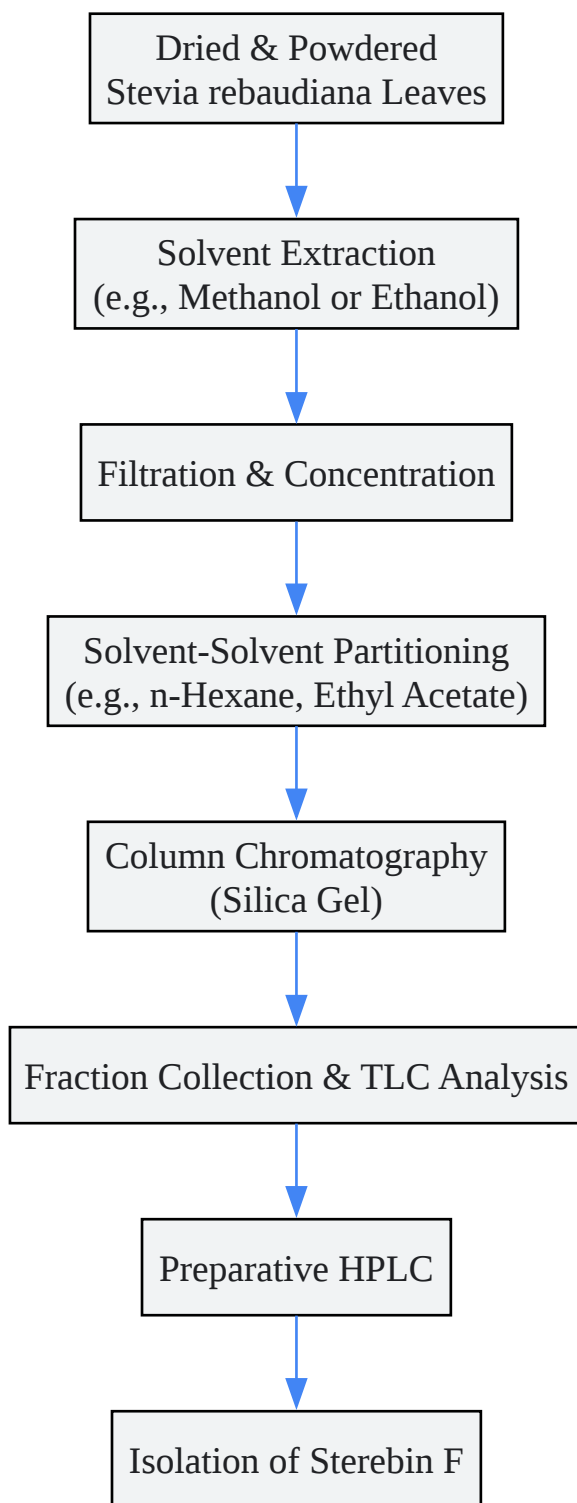 Dried & Powdered
Stevia rebaudiana Leaves
Solvent Extraction
(e.g., Methanol or Ethanol)
Filtration & Concentration
Solvent-Solvent Partitioning
(e.g., n-Hexane, Ethyl Acetate)
Column Chromatography
(Silica Gel)
Fraction Collection & TLC Analysis
Preparative HPLC
Isolation of Sterebin F